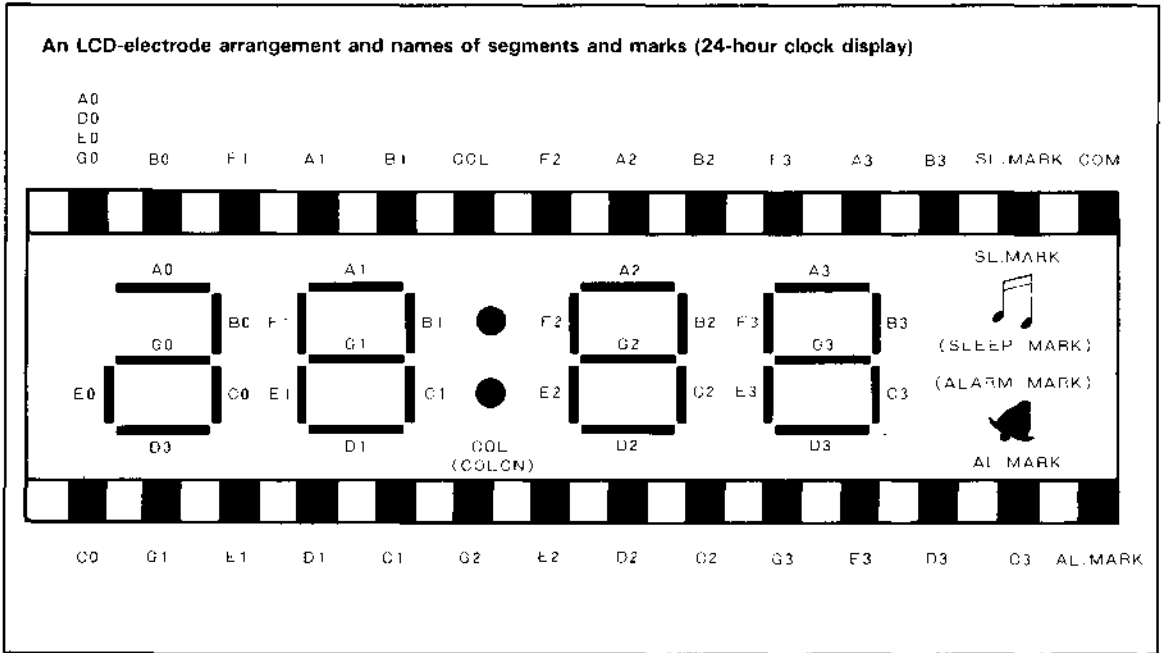 An LCD-electrode arrangement and names of segments and marks (24-hour clock display)
A0
D0
E0
G0 B0 F1 A1 B1 COL F2 A2 B2 F3 A3 B3 SL.MARK COM
A0 A1 A2 A3 SL.MARK
B0 F1 B1 F2 B2 F3 B3
G0 G1 G2 G3 (SLEEP MARK)
(ALARM MARK)
E0 C0 E1 C1 E2 C2 E3 C3
D0 D1 COL D2 D3
(COLON) AL.MARK
C0 G1 E1 D1 C1 G2 E2 D2 C2 G3 E3 D3 C3 AL.MARK